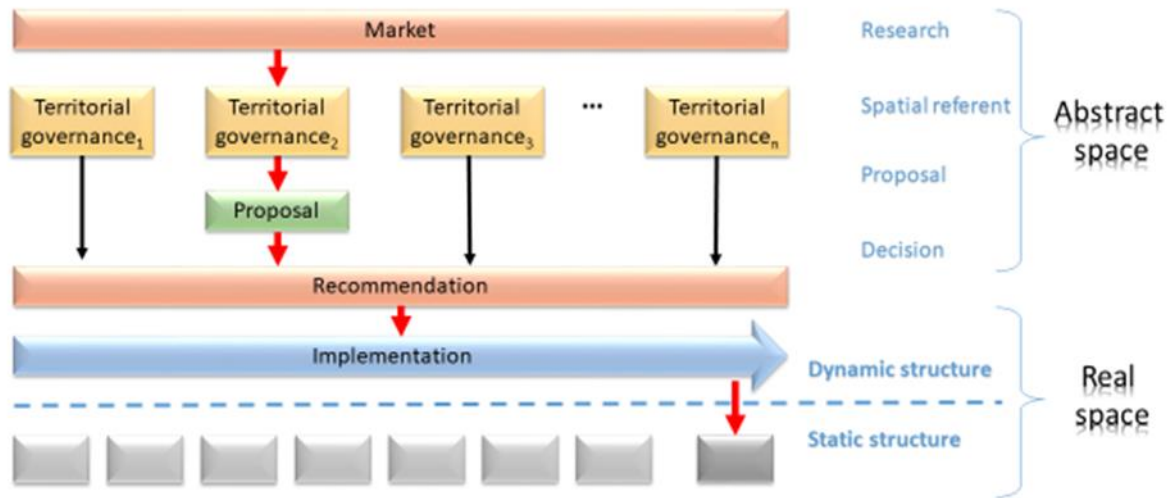 Market
Research
Territorial governance₁
Territorial governance₂
Territorial governance₃
...
Territorial governanceₙ
Spatial referent
Abstract space
Proposal
Proposal
Decision
Recommendation
Implementation
Dynamic structure
Real space
Static structure